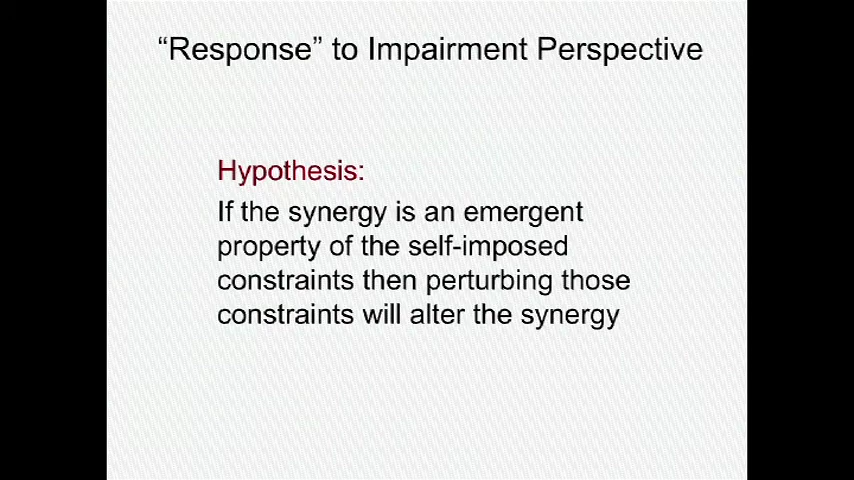 “Response” to Impairment Perspective
Hypothesis:
If the synergy is an emergent
property of the self-imposed
constraints then perturbing those
constraints will alter the synergy